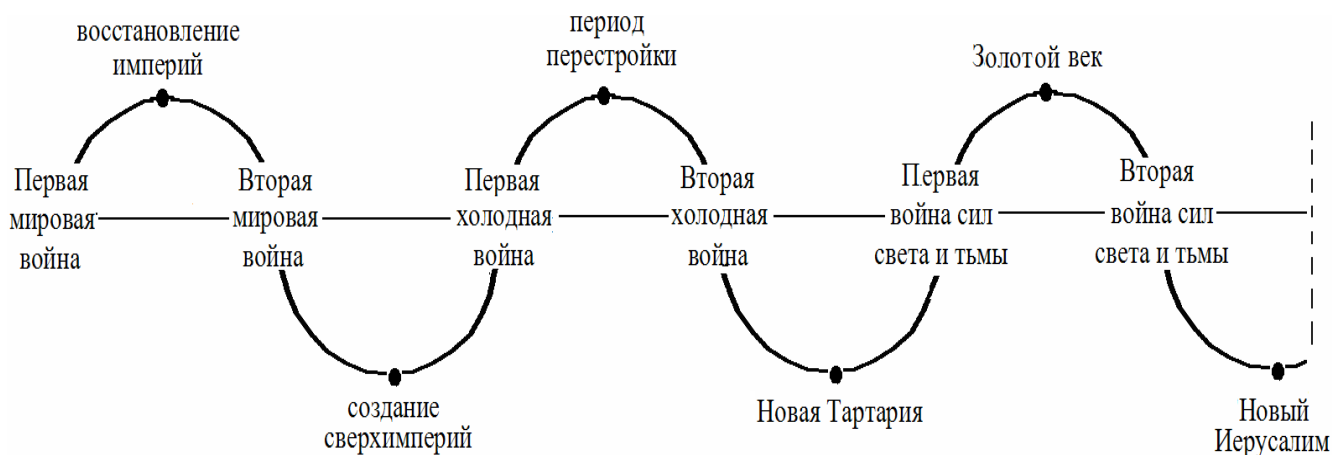 восстановление
империй
период
перестройки
Золотой век
Первая
мировая
война
Вторая
мировая
война
Первая
холодная
война
Вторая
холодная
война
Первая
война сил
света и тьмы
Вторая
война сил
света и тьмы
создание
сверхимперий
Новая Тартария
Новый
Иерусалим